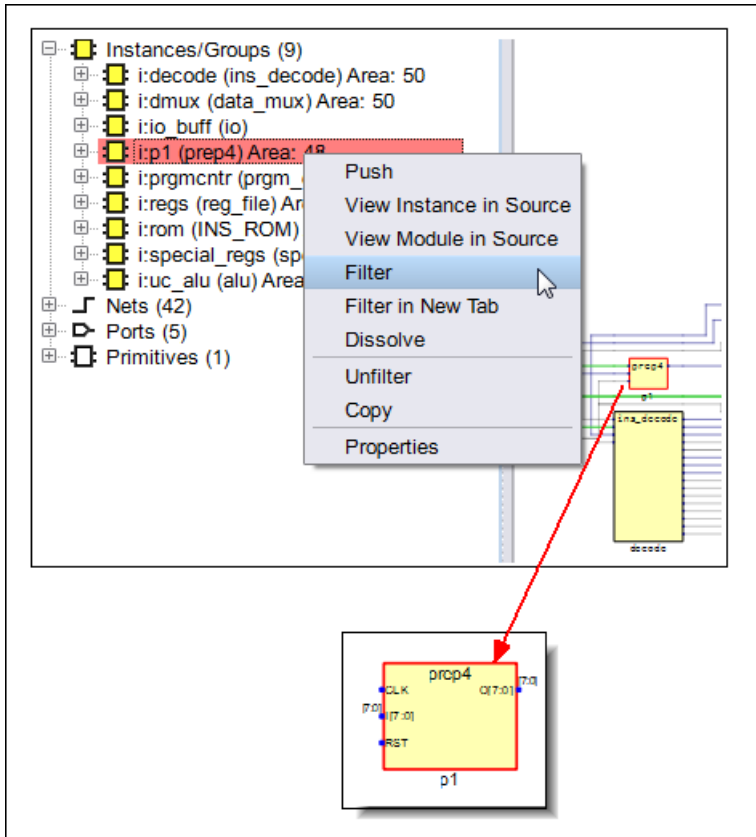 Instances/Groups (9)
i:decode (ins_decode) Area: 50
i:dmux (data_mux) Area: 50
i:io_buff (io)
i:p1 (prep4) Area: 48
i:prgmcntr (prgm_
i:regs (reg_file) Ar
i:rom (INS_ROM)
i:special_regs (sp
i:uc_alu (alu) Area
Nets (42)
Ports (5)
Primitives (1)
Push
View Instance in Source
View Module in Source
Filter
Filter in New Tab
Dissolve
Unfilter
Copy
Properties
prep4
p1
ins_decode
decode
prep4
CLK
[7:0]
I[7:0]
RST
O[7:0]
[7:0]
p1